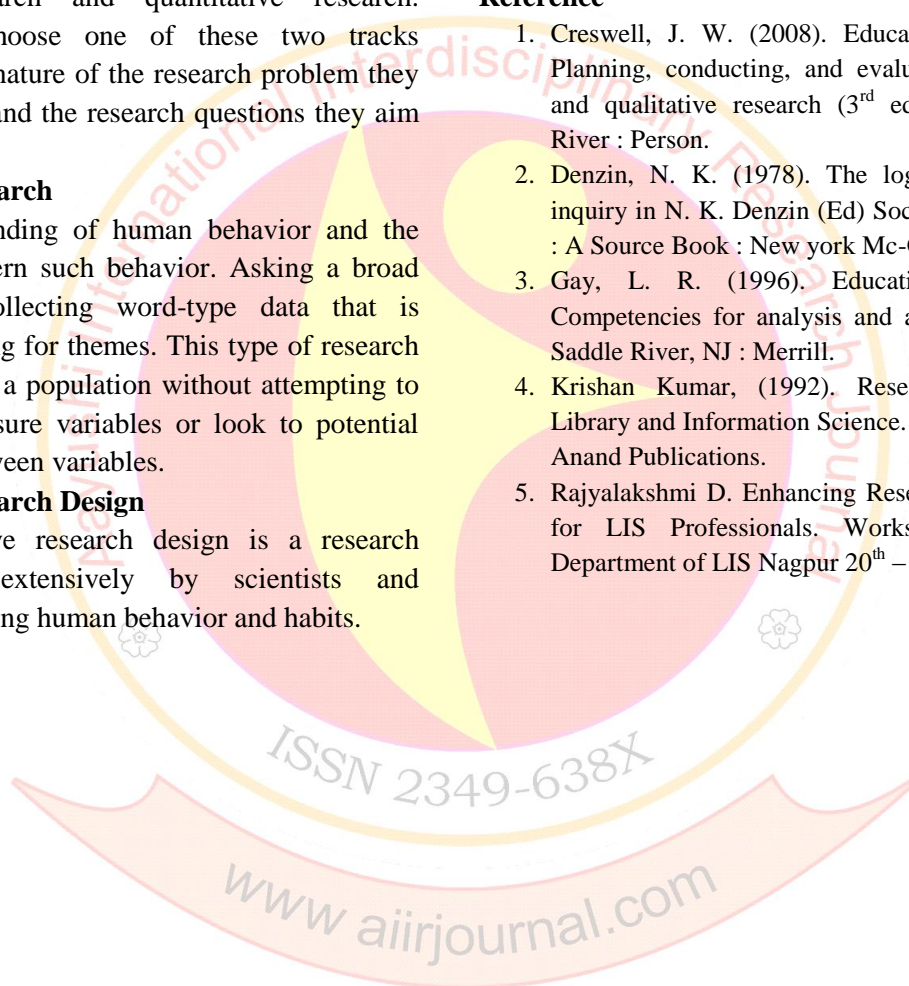 arch and quantitative research.
hoose one of these two tracks
nature of the research problem they
and the research questions they aim
arch
nding of human behavior and the
ern such behavior. Asking a broad
ollecting word-type data that is
g for themes. This type of research
a population without attempting to
sure variables or look to potential
ween variables.
arch Design
ve research design is a research
extensively by scientists and
ng human behavior and habits.
Reference
1. Creswell, J. W. (2008). Educa
Planning, conducting, and evalu
and qualitative research (3rd ed
River : Person.
2. Denzin, N. K. (1978). The log
inquiry in N. K. Denzin (Ed) Soc
: A Source Book : New york Mc-
3. Gay, L. R. (1996). Educati
Competencies for analysis and a
Saddle River, NJ : Merrill.
4. Krishan Kumar, (1992). Rese
Library and Information Science.
Anand Publications.
5. Rajyalakshmi D. Enhancing Rese
for LIS Professionals. Works
Department of LIS Nagpur 20th –
Aayushi International Interdisciplinary Research Journal
ISSN 2349-638X
www aiirjournal.com